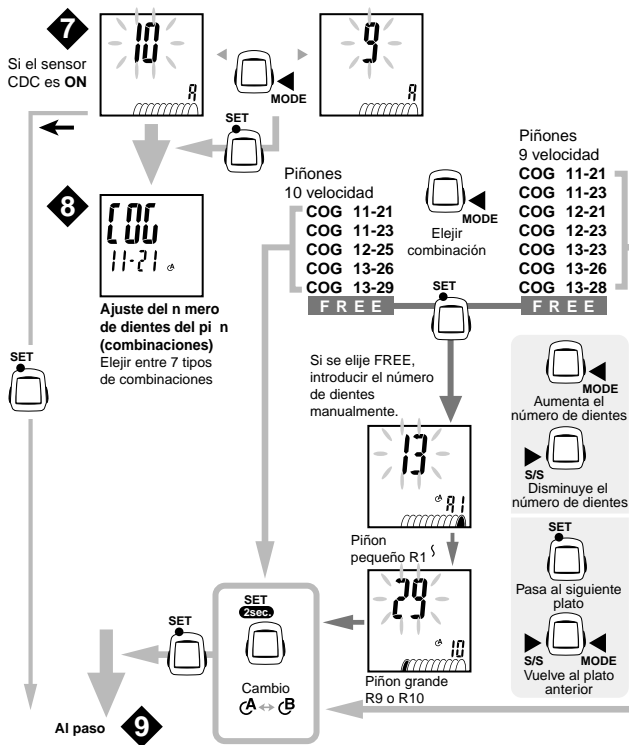 7
Si el sensor
CDC es ON
10
A
MODE
SET
9
A
8
COG
11-21
Ajuste del n mero
de dientes del pi n
(combinaciones)
Elejir entre 7 tipos
de combinaciones
SET
Piñones
10 velocidad
COG 11-21
COG 11-23
COG 12-25
COG 13-26
COG 13-29
FREE
MODE
Elejir
combinación
SET
Piñones
9 velocidad
COG 11-21
COG 11-23
COG 12-21
COG 12-23
COG 13-23
COG 13-26
COG 13-28
FREE
Si se elije FREE,
introducir el número
de dientes
manualmente.
13
A1
Piñon
pequeño R1
29
10
Piñon grande
R9 o R10
MODE
Aumenta el
número de dientes
S/S
Disminuye el
número de dientes
SET
Pasa al siguiente
plato
S/S
MODE
Vuelve al plato
anterior
SET
2sec.
Cambio
A ↔ B
SET
Al paso 9